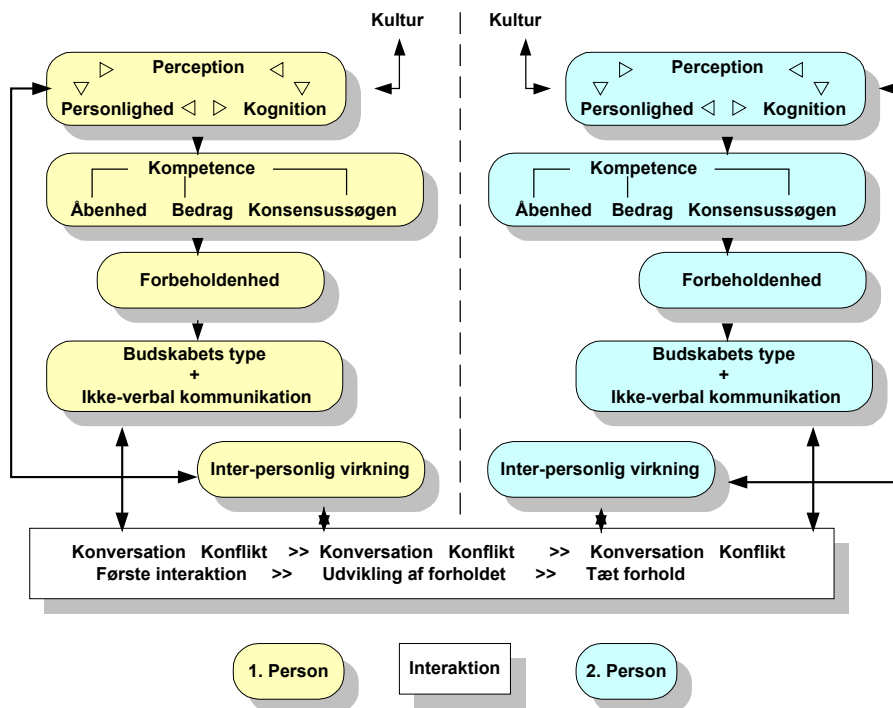 Kultur
Kultur
Perception
Personlighed
Kognition
Kompetence
Åbenhed
Bedrag
Konsensussøgen
Forbeholdenhed
Budskabets type
+
Ikke-verbal kommunikation
Inter-personlig virkning
Perception
Personlighed
Kognition
Kompetence
Åbenhed
Bedrag
Konsensussøgen
Forbeholdenhed
Budskabets type
+
Ikke-verbal kommunikation
Inter-personlig virkning
Konversation Konflikt >> Konversation Konflikt >> Konversation Konflikt
Første interaktion >> Udvikling af forholdet >> Tæt forhold
1. Person
Interaktion
2. Person